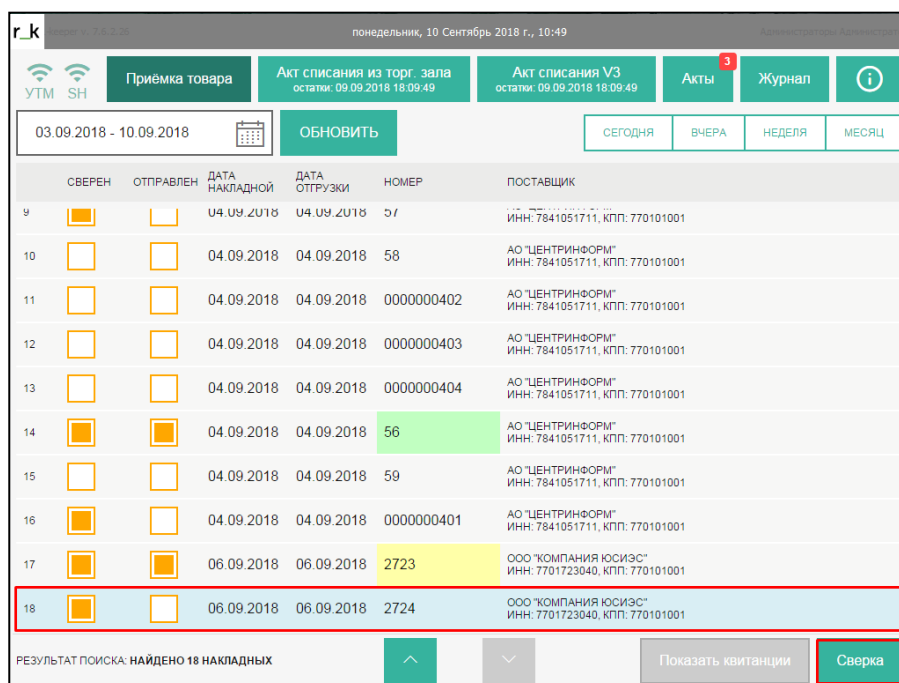 r_k понедельник, 10 Сентябрь 2018 г., 10:49
УТМ SH Приёмка товара Акт списания из торг. зала Акт списания V3 Акты 3 Журнал
остатки: 09.09.2018 18:09:49 остатки: 09.09.2018 18:09:49
03.09.2018 - 10.09.2018 ОБНОВИТЬ СЕГОДНЯ ВЧЕРА НЕДЕЛЯ МЕСЯЦ
СВЕРЕН ОТПРАВЛЕН ДАТА НАКЛАДНОЙ ДАТА ОТГРУЗКИ НОМЕР ПОСТАВЩИК
9 04.09.2018 04.09.2018 57
ИНН: 7841051711, КПП: 770101001
10 04.09.2018 04.09.2018 58 АО "ЦЕНТРИНФОРМ"
ИНН: 7841051711, КПП: 770101001
11 04.09.2018 04.09.2018 0000000402 АО "ЦЕНТРИНФОРМ"
ИНН: 7841051711, КПП: 770101001
12 04.09.2018 04.09.2018 0000000403 АО "ЦЕНТРИНФОРМ"
ИНН: 7841051711, КПП: 770101001
13 04.09.2018 04.09.2018 0000000404 АО "ЦЕНТРИНФОРМ"
ИНН: 7841051711, КПП: 770101001
14 04.09.2018 04.09.2018 56 АО "ЦЕНТРИНФОРМ"
ИНН: 7841051711, КПП: 770101001
15 04.09.2018 04.09.2018 59 АО "ЦЕНТРИНФОРМ"
ИНН: 7841051711, КПП: 770101001
16 04.09.2018 04.09.2018 0000000401 АО "ЦЕНТРИНФОРМ"
ИНН: 7841051711, КПП: 770101001
17 06.09.2018 06.09.2018 2723 ООО "КОМПАНИЯ ЮСИЭС"
ИНН: 7701723040, КПП: 770101001
18 06.09.2018 06.09.2018 2724 ООО "КОМПАНИЯ ЮСИЭС"
ИНН: 7701723040, КПП: 770101001
РЕЗУЛЬТАТ ПОИСКА: НАЙДЕНО 18 НАКЛАДНЫХ Показать квитанции Сверка